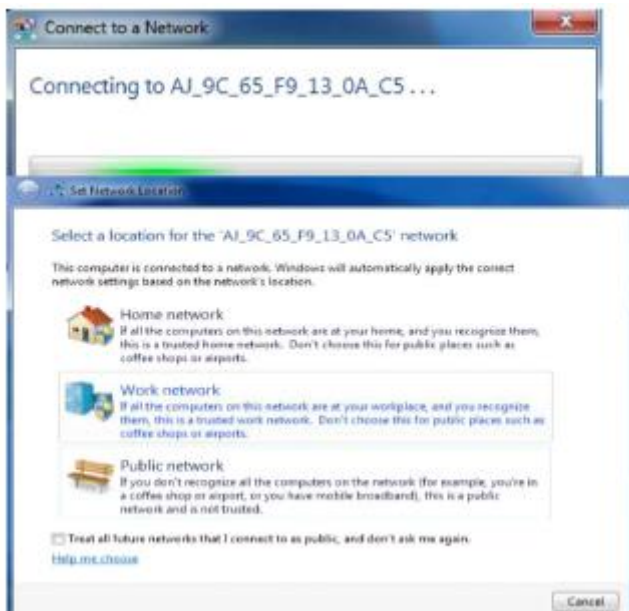 Connect to a Network
Connecting to AJ_9C_65_F9_13_0A_C5 . . .
Set Network Location
Select a location for the 'AJ_9C_65_F9_13_0A_C5' network
This computer is connected to a network. Windows will automatically apply the correct
network settings based on the network's location.
Home network
If all the computers on this network are at your home, and you recognize them,
this is a trusted home network.  Don't choose this for public places such as
coffee shops or airports.
Work network
If all the computers on this network are at your workplace, and you recognize
them, this is a trusted work network.  Don't choose this for public places such as
coffee shops or airports.
Public network
If you don't recognize all the computers on the network (for example, you're in
a coffee shop or airport, or you have mobile broadband), this is a public
network and is not trusted.
Treat all future networks that I connect to as public, and don't ask me again.
Help me choose
Cancel